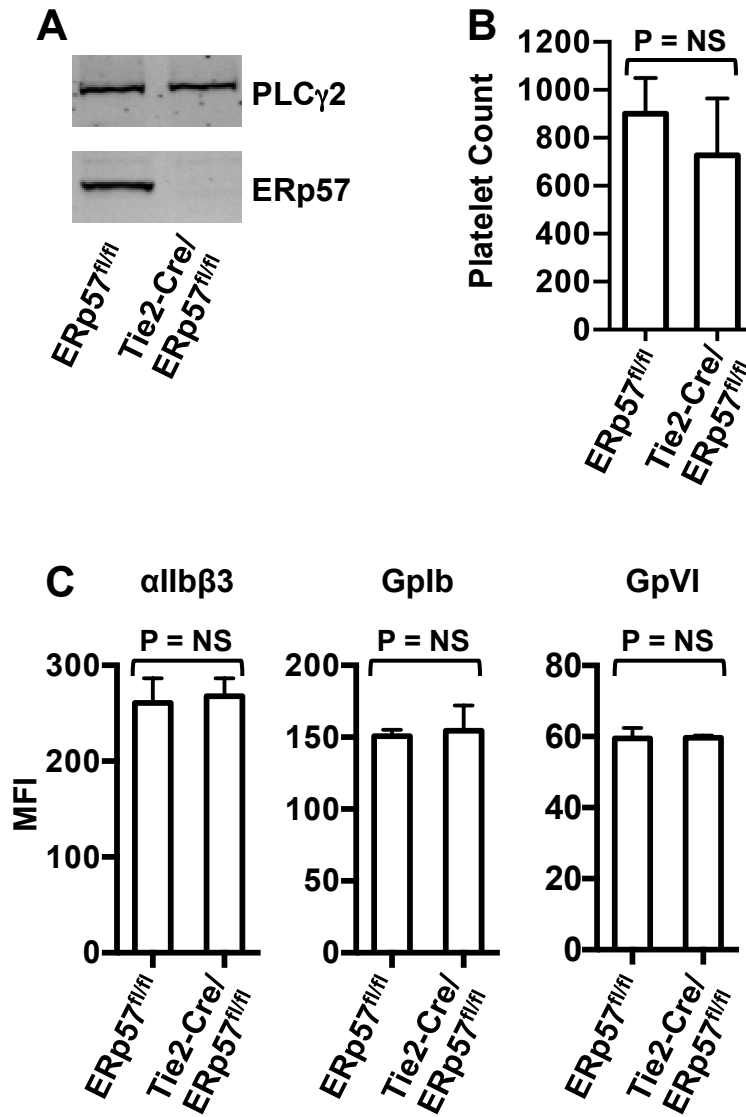 A
PLCγ2
ERp57
ERp57fl/fl
Tie2-Cre/
ERp57fl/fl
B
P = NS
Platelet Count
1200
1000
800
600
400
200
0
ERp57fl/fl
Tie2-Cre/
ERp57fl/fl
C
αIIbβ3
P = NS
MFI
300
200
100
0
ERp57fl/fl
Tie2-Cre/
ERp57fl/fl
GpIb
P = NS
200
150
100
50
0
ERp57fl/fl
Tie2-Cre/
ERp57fl/fl
GpVI
P = NS
80
60
40
20
0
ERp57fl/fl
Tie2-Cre/
ERp57fl/fl